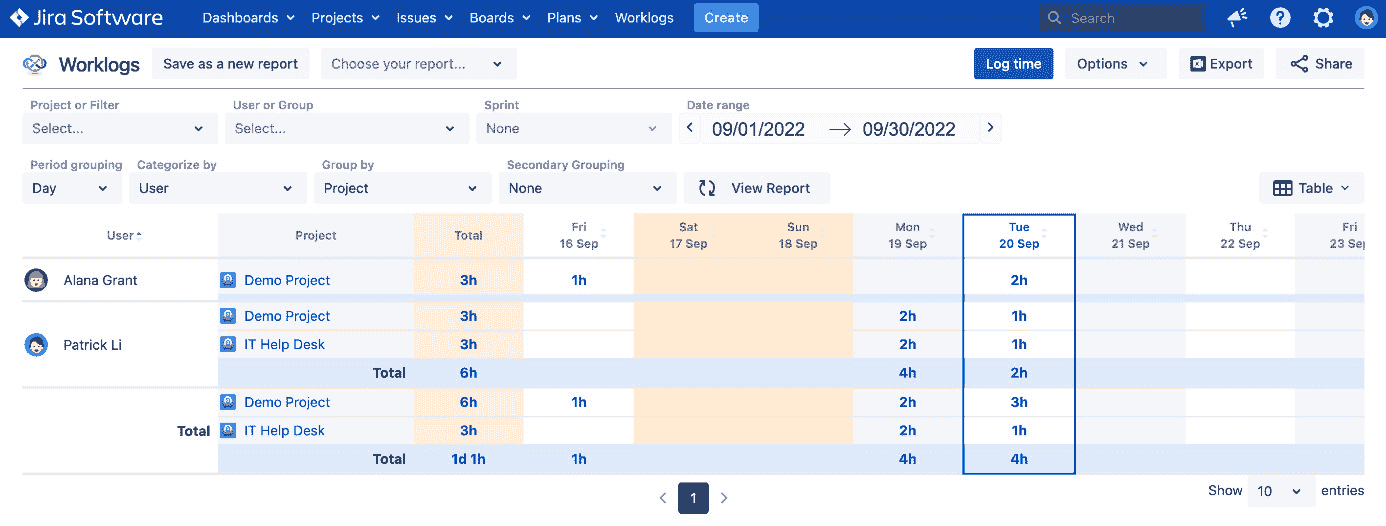 Jira Software Dashboards Projects Issues Boards Plans Worklogs Create Search
Worklogs Save as a new report Choose your report... Log time Options Export Share
Project or Filter User or Group Sprint Date range
Select... Select... None 09/01/2022 → 09/30/2022
Period grouping Categorize by Group by Secondary Grouping
Day User Project None View Report Table
User Project Total Fri Sat Sun Mon Tue Wed Thu Fri
16 Sep 17 Sep 18 Sep 19 Sep 20 Sep 21 Sep 22 Sep 23 Sep
Alana Grant Demo Project 3h 1h 2h
Demo Project 3h 2h 1h
Patrick Li IT Help Desk 3h 2h 1h
Total 6h 4h 2h
Demo Project 6h 1h 2h 3h
Total IT Help Desk 3h 2h 1h
Total 1d 1h 1h 4h 4h
1
Show 10 entries